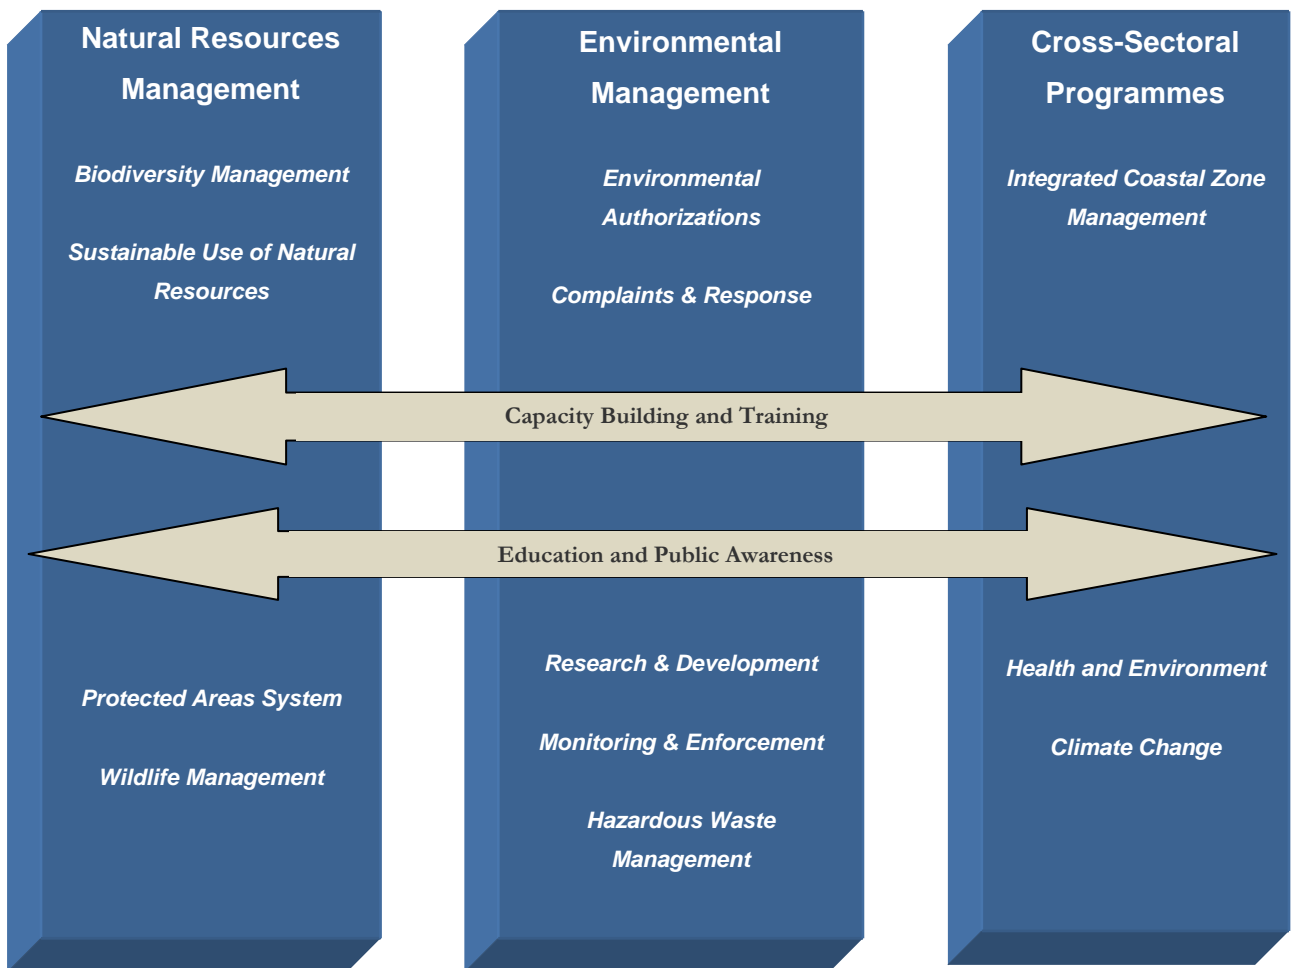 Natural Resources
Management
Biodiversity Management
Sustainable Use of Natural
Resources
Environmental
Management
Environmental
Authorizations
Complaints & Response
Cross-Sectoral
Programmes
Integrated Coastal Zone
Management
Capacity Building and Training
Education and Public Awareness
Protected Areas System
Wildlife Management
Research & Development
Monitoring & Enforcement
Hazardous Waste
Management
Health and Environment
Climate Change